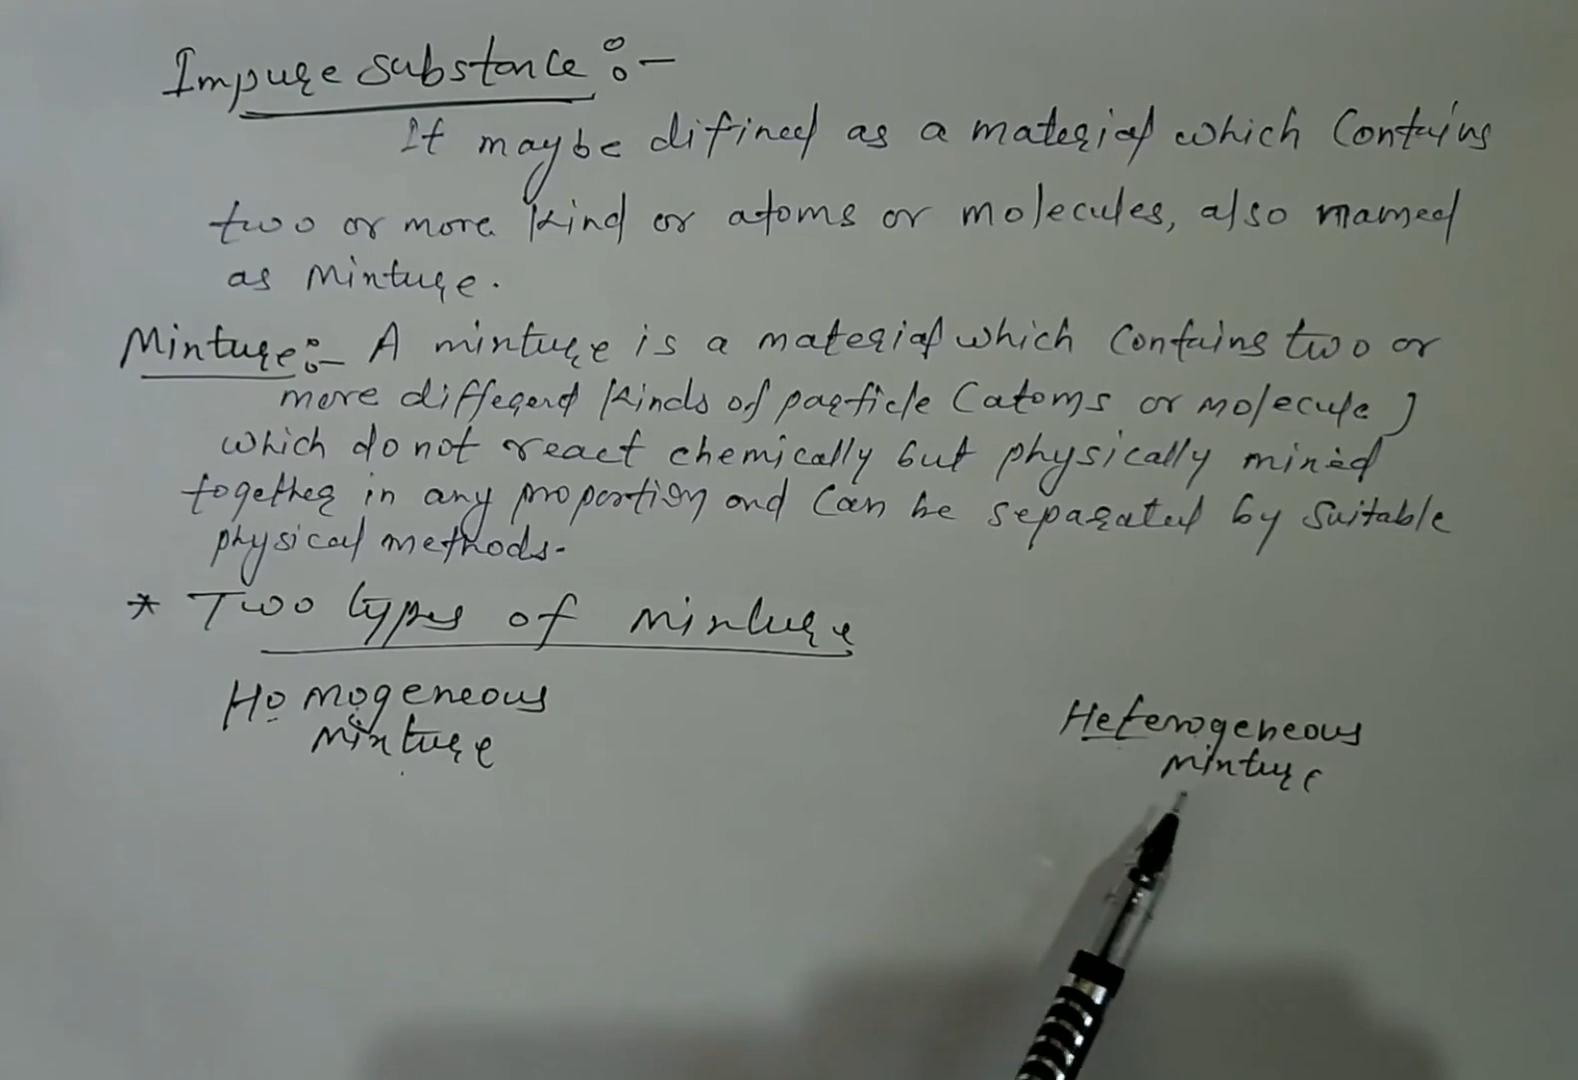 Impure substance :-
It maybe difined as a material which Contains
two or more kind or atoms or molecules, also named
as Mixture.
Mixture:- A mixture is a material which Contains two or
more differend kinds of particle (atoms or molecule)
which do not react chemically but physically mixed
together in any proportion and Can be separated by Suitable
physical methods-
* Two types of mixture
Homogeneous
Mixture
Heterogeneous
mixture